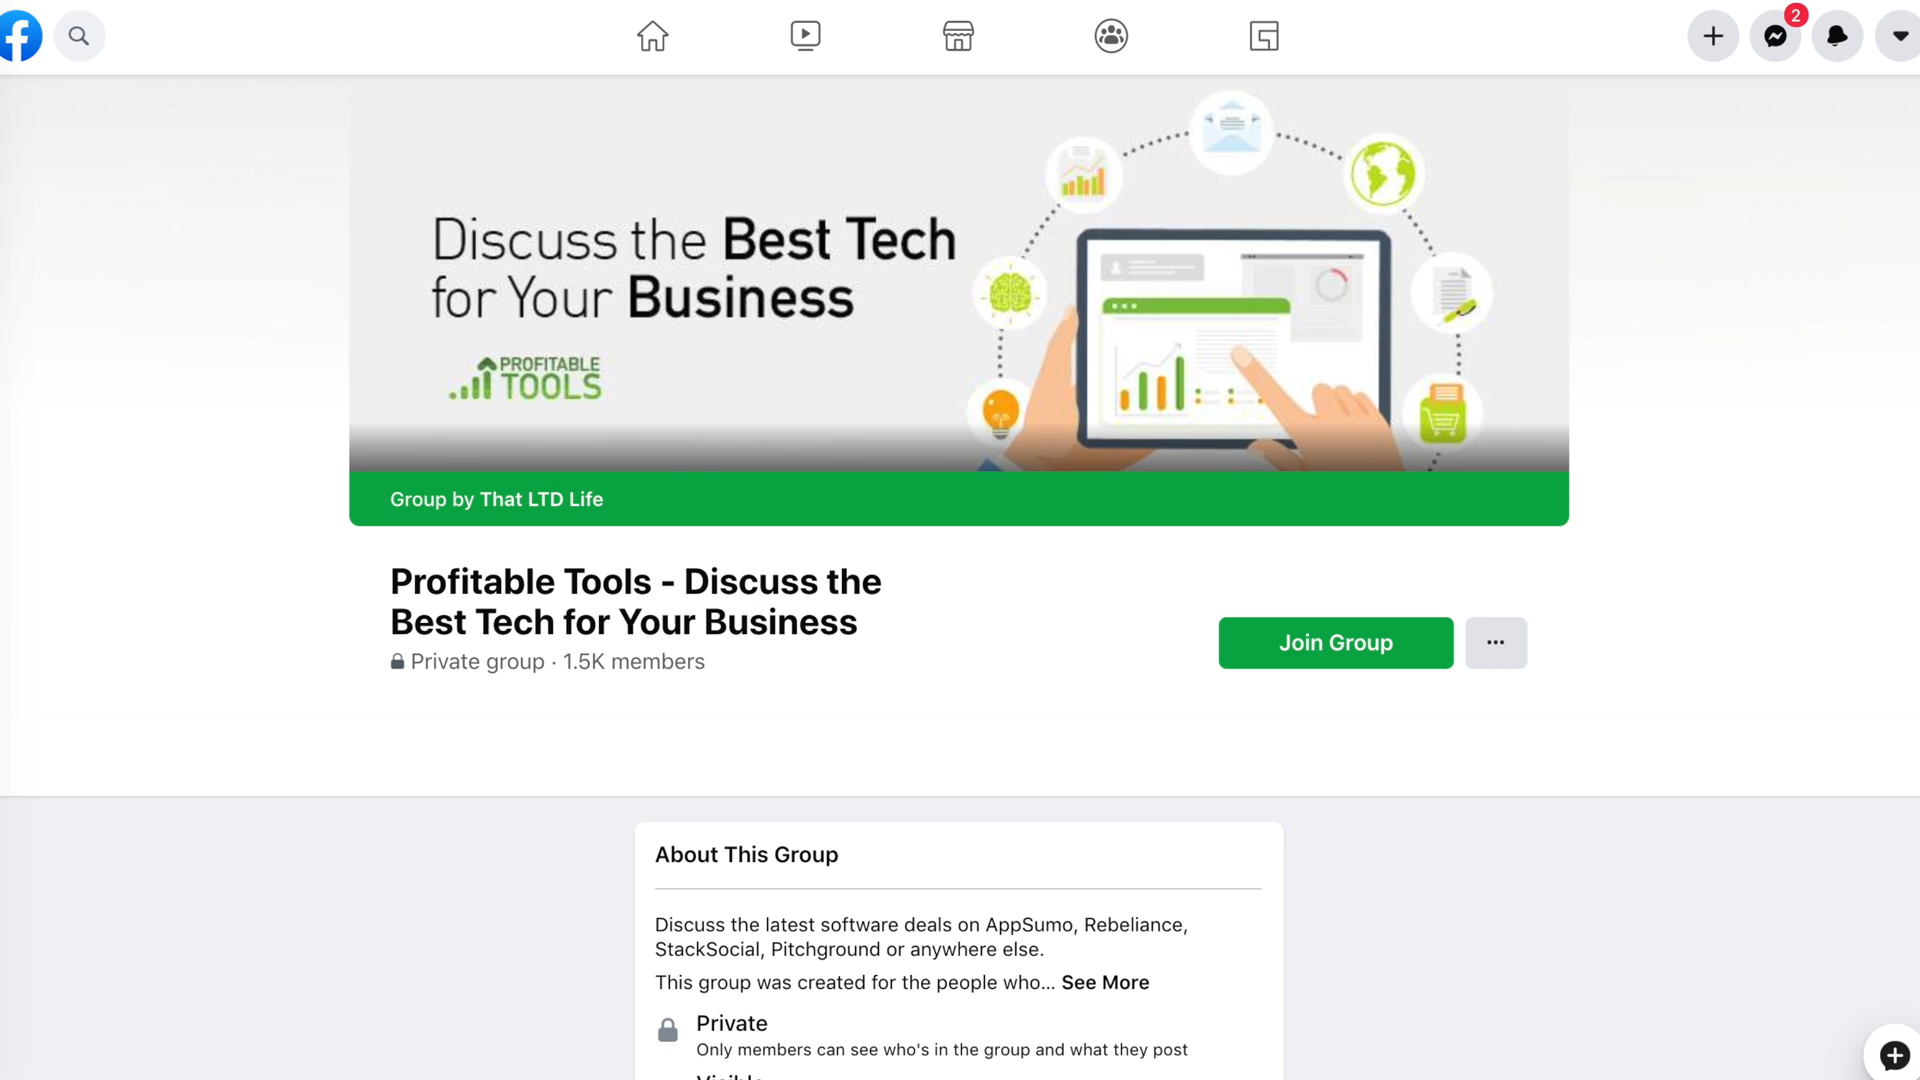 2
Discuss the Best Tech
for Your Business
PROFITABLE
TOOLS
Group by That LTD Life
Profitable Tools - Discuss the
Best Tech for Your Business
Private group · 1.5K members
Join Group
About This Group
Discuss the latest software deals on AppSumo, Rebeliance,
StackSocial, Pitchground or anywhere else.
This group was created for the people who... See More
Private
Only members can see who's in the group and what they post